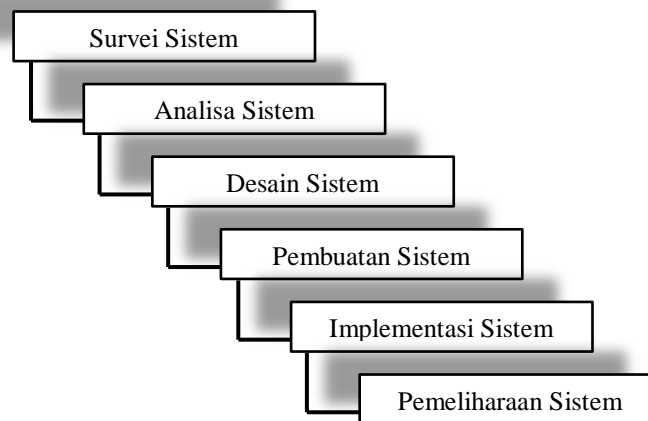 Survei Sistem
Analisa Sistem
Desain Sistem
Pembuatan Sistem
Implementasi Sistem
Pemeliharaan Sistem